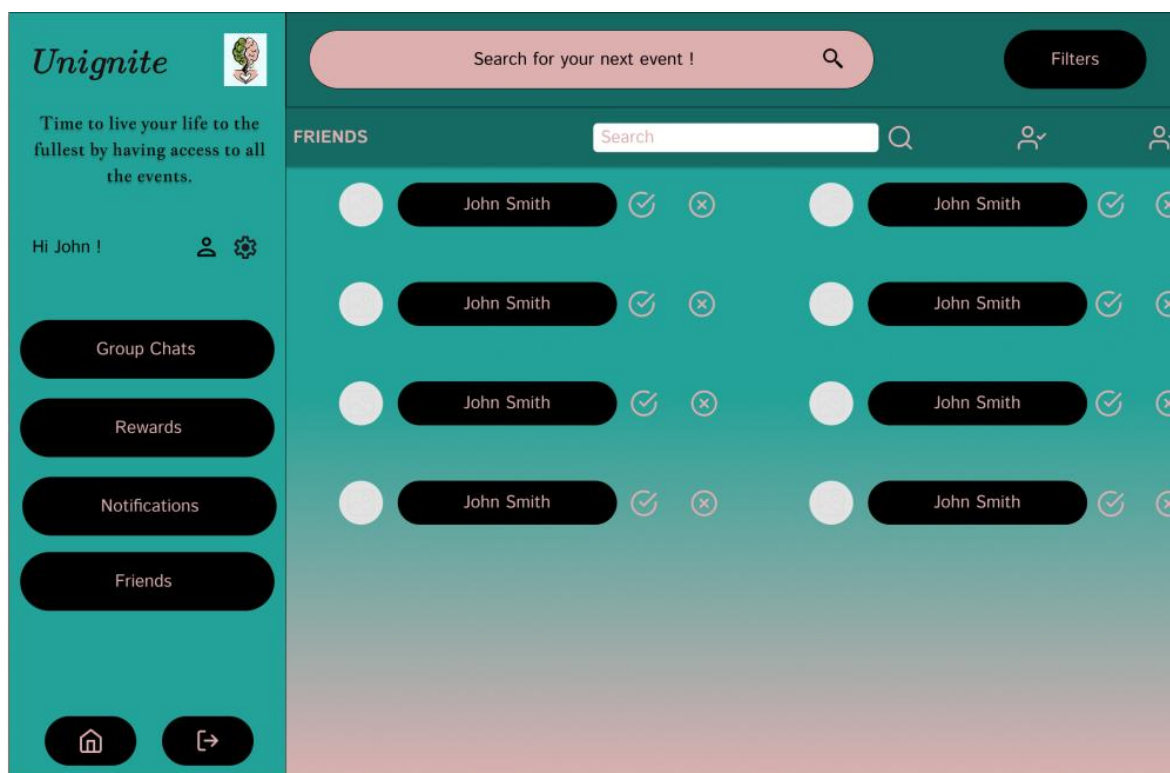 Unignite
Time to live your life to the
fullest by having access to all
the events.
Hi John !
Group Chats
Rewards
Notifications
Friends
Search for your next event !
Filters
FRIENDS
Search
John Smith
John Smith
John Smith
John Smith
John Smith
John Smith
John Smith
John Smith